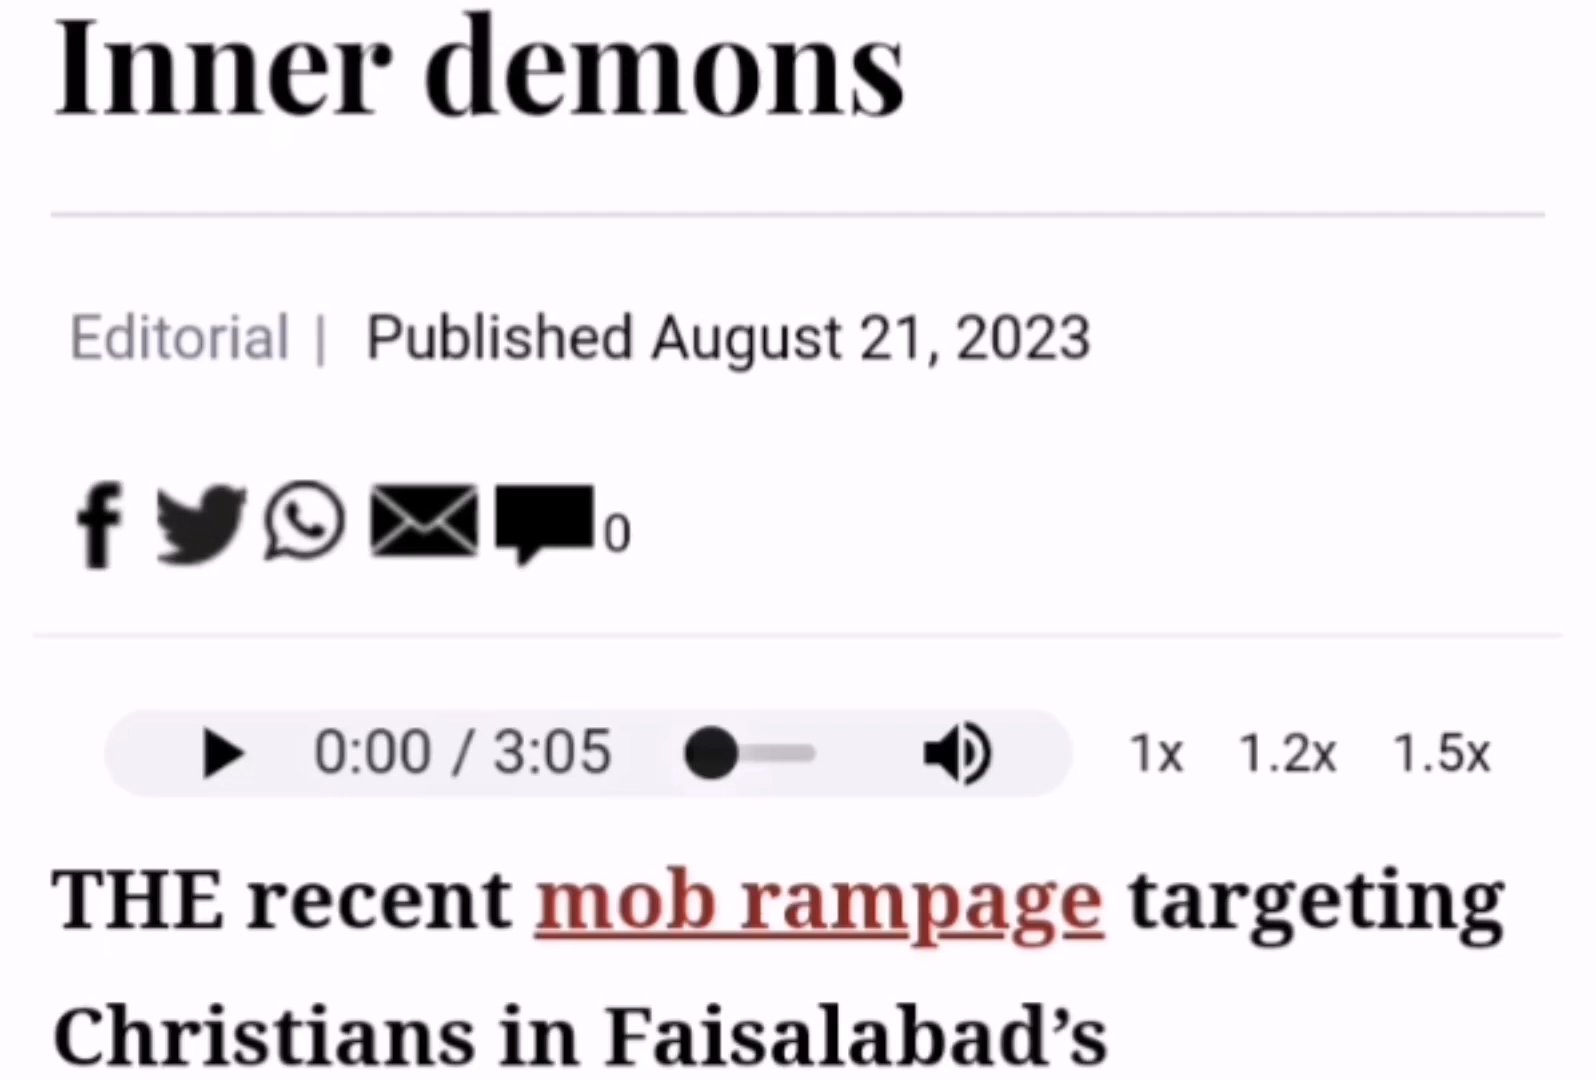 Inner demons
Editorial | Published August 21, 2023
0
0:00 / 3:05 1x 1.2x 1.5x
THE recent mob rampage targeting
Christians in Faisalabad’s